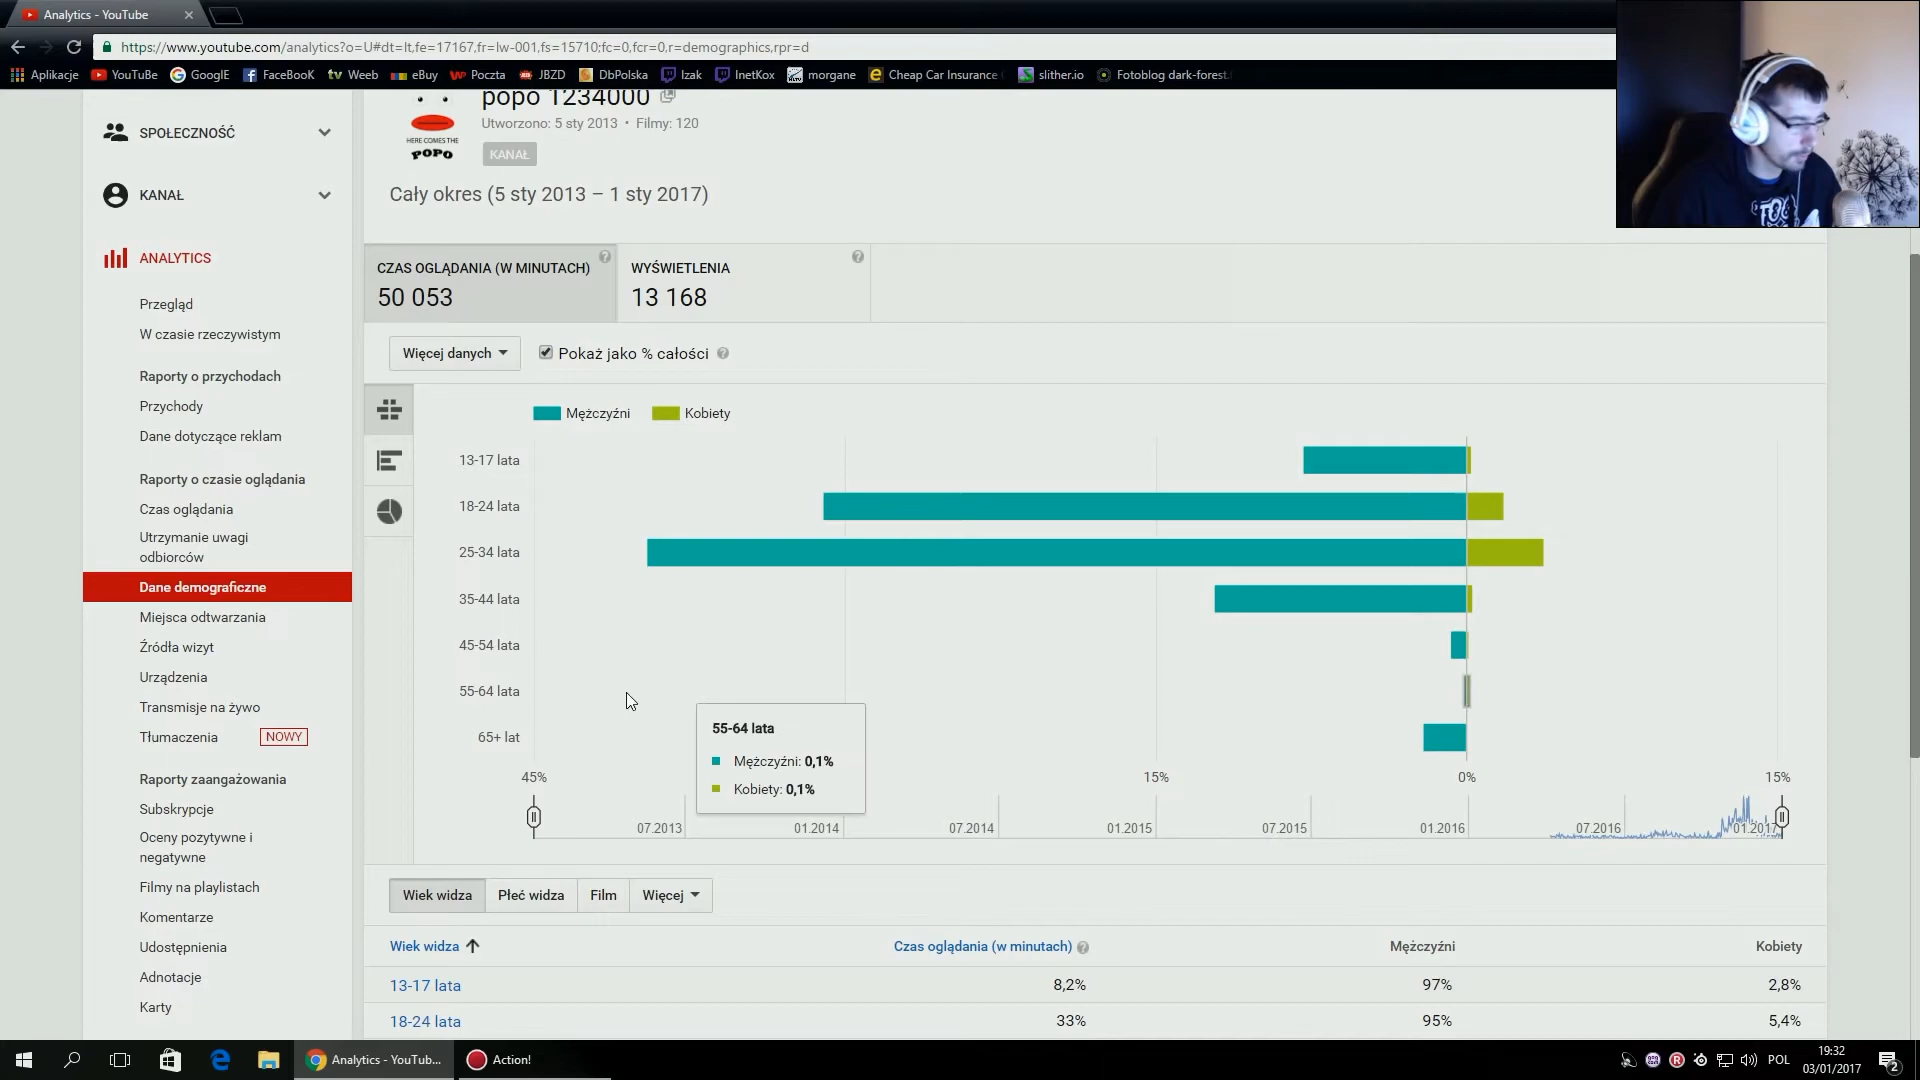 Analytics - YouTube
https://www.youtube.com/analytics?o=U#dt=lt,fe=17167,fr=lw-001,fs=15710;fc=0,fcr=0,r=demographics,rpr=d
Aplikacje YouTuBe GooglE FaceBooK Weeb eBuy Poczta JBZD DbPolska Izak InetKox morgane Cheap Car Insurance slither.io Fotoblog dark-forest.
popo 1234000
Utworzono: 5 sty 2013 • Filmy: 120
HERE COMES THE
POPO
KANAŁ
Cały okres (5 sty 2013 – 1 sty 2017)
SPOŁECZNOŚĆ
KANAŁ
ANALYTICS
Przegląd
W czasie rzeczywistym
Raporty o przychodach
Przychody
Dane dotyczące reklam
Raporty o czasie oglądania
Czas oglądania
Utrzymanie uwagi
odbiorców
Dane demograficzne
Miejsca odtwarzania
Źródła wizyt
Urządzenia
Transmisje na żywo
Tłumaczenia NOWY
Raporty zaangażowania
Subskrypcje
Oceny pozytywne i
negatywne
Filmy na playlistach
Komentarze
Udostępnienia
Adnotacje
Karty
CZAS OGLĄDANIA (W MINUTACH)
50 053
WYŚWIETLENIA
13 168
Więcej danych
Pokaż jako % całości
Mężczyźni Kobiety
13-17 lata
18-24 lata
25-34 lata
35-44 lata
45-54 lata
55-64 lata
65+ lat
55-64 lata
Mężczyźni: 0,1%
Kobiety: 0,1%
45% 15% 0% 15%
07.2013 01.2014 07.2014 01.2015 07.2015 01.2016 07.2016 01.2017
Wiek widza Płeć widza Film Więcej
Wiek widza Czas oglądania (w minutach) Mężczyźni Kobiety
13-17 lata 8,2% 97% 2,8%
18-24 lata 33% 95% 5,4%
Analytics - YouTub...
Action!
POL
19:32
03/01/2017
2